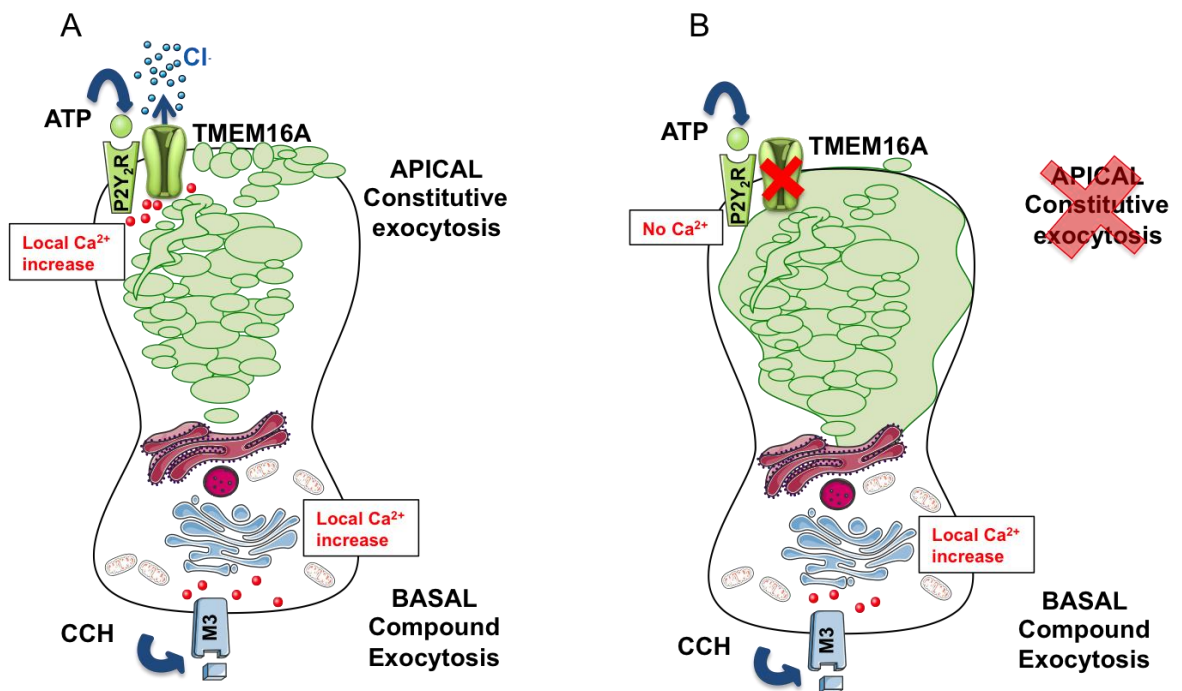 A
Cl-
ATP
TMEM16A
P2Y₂R
APICAL
Constitutive
exocytosis
Local Ca²⁺
increase
Local Ca²⁺
increase
BASAL
Compound
Exocytosis
CCH
M3
B
ATP
TMEM16A
P2Y₂R
APICAL
Constitutive
exocytosis
No Ca²⁺
Local Ca²⁺
increase
BASAL
Compound
Exocytosis
CCH
M3